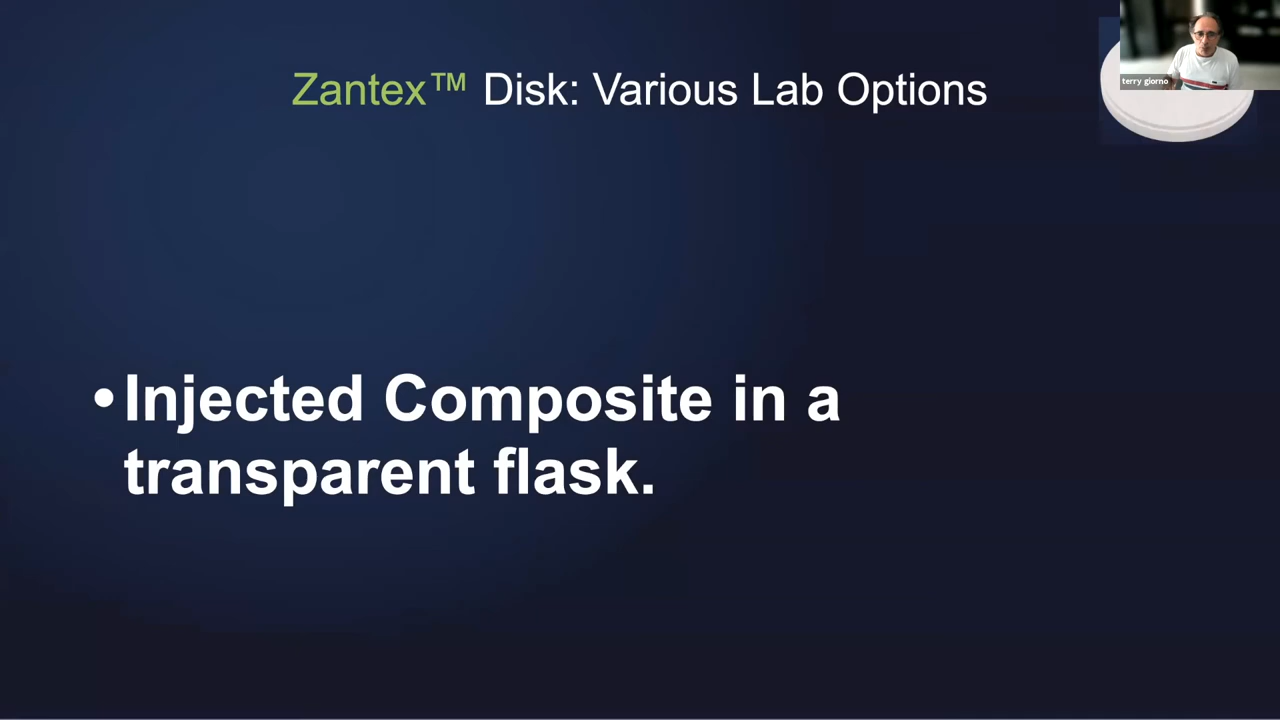 Zantex™ Disk: Various Lab Options
terry giorno
•Injected Composite in a
transparent flask.